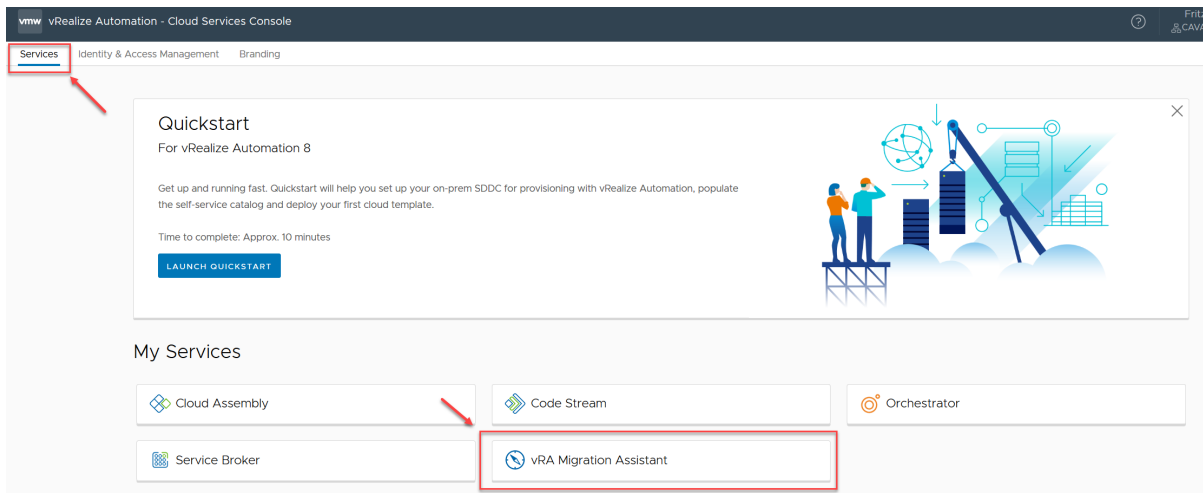 vmw vRealize Automation - Cloud Services Console
Fritz
CAVA
Services Identity & Access Management Branding
Quickstart
For vRealize Automation 8
Get up and running fast. Quickstart will help you set up your on-prem SDDC for provisioning with vRealize Automation, populate
the self-service catalog and deploy your first cloud template.
Time to complete: Approx. 10 minutes
LAUNCH QUICKSTART
My Services
Cloud Assembly
Code Stream
Orchestrator
Service Broker
vRA Migration Assistant